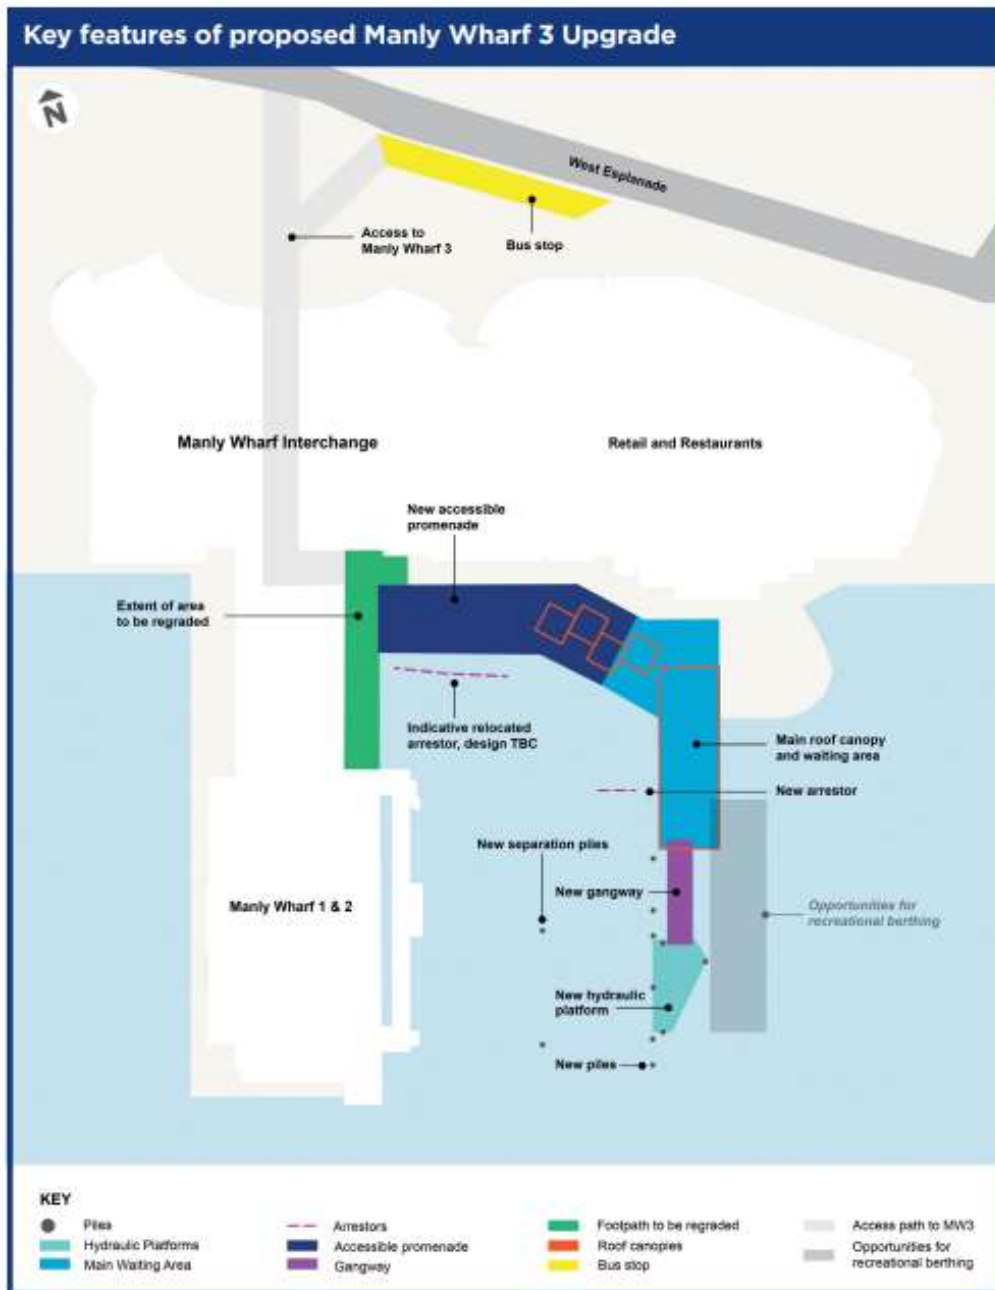 Key features of proposed Manly Wharf 3 Upgrade
N
West Esplanade
Access to
Manly Wharf 3
Bus stop
Manly Wharf Interchange
Retail and Restaurants
New accessible
promenade
Extent of area
to be regraded
Indicative relocated
arrestor, design TBC
Main roof canopy
and waiting area
New arrestor
New separation piles
New gangway
Manly Wharf 1 & 2
Opportunities for
recreational berthing
New hydraulic
platform
New piles
KEY
Piles
Hydraulic Platforms
Main Waiting Area
Arrestors
Accessible promenade
Gangway
Footpath to be regraded
Roof canopies
Bus stop
Access path to MW3
Opportunities for
recreational berthing